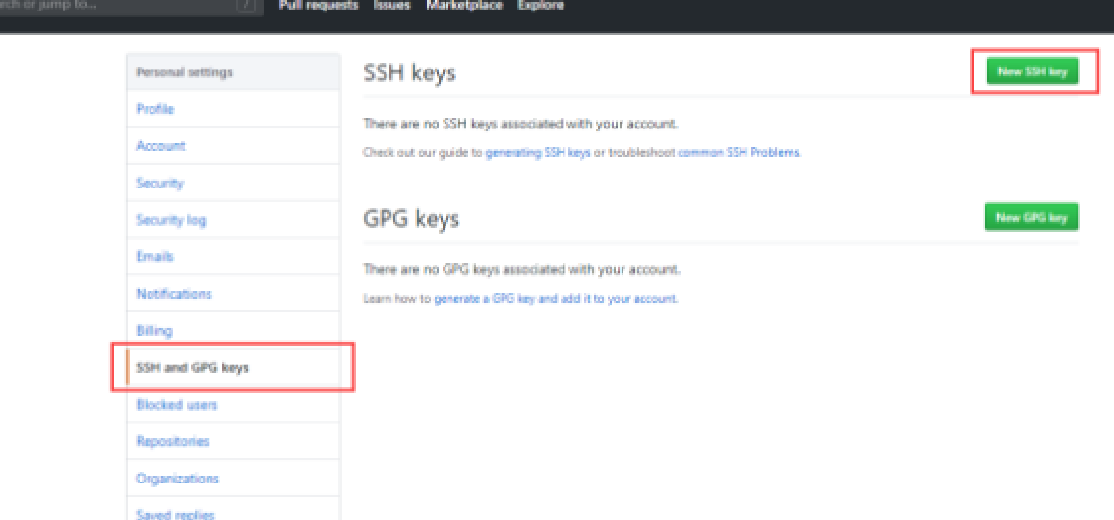 rch or jump to... /
Pull requests Issues Marketplace Explore
Personal settings
Profile
Account
Security
Security log
Emails
Notifications
Billing
SSH and GPG keys
Blocked users
Repositories
Organizations
Saved replies
SSH keys
New SSH key
There are no SSH keys associated with your account.
Check out our guide to generating SSH keys or troubleshoot common SSH Problems.
GPG keys
New GPG key
There are no GPG keys associated with your account.
Learn how to generate a GPG key and add it to your account.